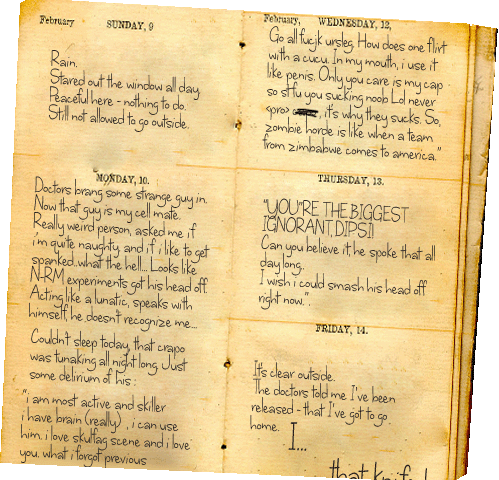 February SUNDAY, 9
Rain.
Stared out the window all day.
Peaceful here - nothing to do.
Still not allowed to go outside.
MONDAY, 10.
Doctors brang some strange guy in.
Now that guy is my cell mate.
Really weird person, asked me if
i'm quite naughty, and if i like to get
spanked..what the hell... Looks like
N-RM experiments got his head off.
Acting like a lunatic, speaks with
himself, he doesn't recognize me...
Couldn't sleep today, that crapo
was tunaking all night long. Just
some delirium of his :
"i am most active and skiller
i have brain (really) , i can use
him. i love skulltag scene and i love
you. what i forgot previous
February, WEDNESDAY, 12,
Go all fucjk ursleg. How does one flirt
with a cucu. In my mouth, i use it
like penis. Only you care is my cap -
so stfu you sucking noob Lol never
<pro> , it's why they sucks. So,
zombie horde is like when a team
from zimbabwe comes to america."
THURSDAY, 13.
"YOU"RE THE BIGGEST
IGNORANT, DIPSI)
Can you believe it, he spoke that all
day long.
I wish i could smash his head off
right now.
FRIDAY, 14.
It's clear outside.
The doctors told me I've been
released - that I've got to go
home.
I...
that knife!